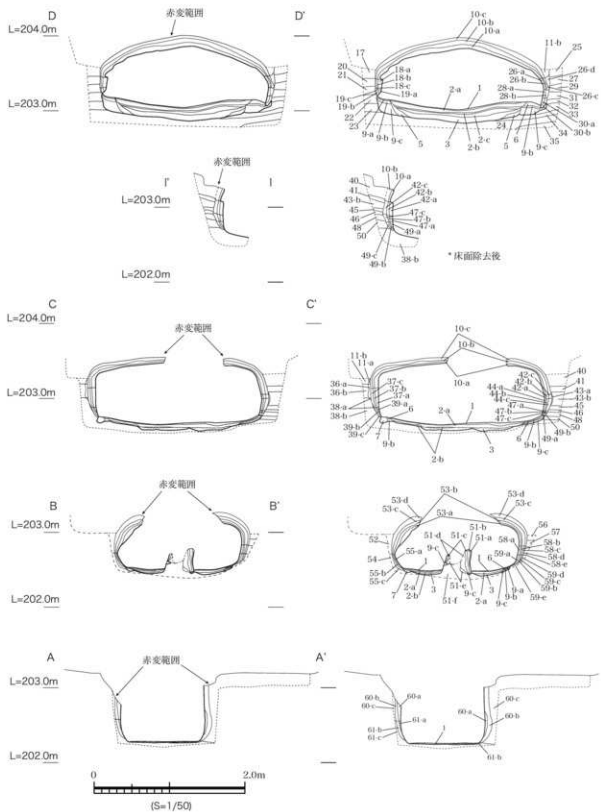 D
D'
赤変範囲
L=204.0m
L=203.0m
10-c
10-b
10-a
17
20
21
19-c
19-b
22
23
9-a
9-b
9-c
5
18-a
18-b
18-c
19-a
2-a
1
3
2-b
2-c
11-b
25
26-a
26-b
26-d
27
29
28-a
28-b
31
26-c
32
33
24
5
6
9-b
9-c
34
35
30-a
30-b
I'
I
赤変範囲
L=203.0m
L=202.0m
40
41
43-b
45
46
48
50
10-b
10-a
42-c
42-b
42-a
47-c
47-b
47-a
49-a
49-c
49-b
38-b
* 床面除去後
C
C'
赤変範囲
L=204.0m
L=203.0m
10-c
10-b
10-a
11-b
11-a
36-a
36-b
37-c
37-b
37-a
39-a
38-a
38-b
39-b
39-c
7
9-b
6
2-a
1
2-b
3
40
42-c
42-b
42-a
41
43-a
43-b
44-a
44-b
44-c
45
46
47-a
47-b
47-c
48
50
49-a
49-b
9-c
9-b
6
B
B'
赤変範囲
L=203.0m
L=202.0m
53-d
53-c
53-b
53-a
53-d
53-c
52
54
55-a
55-b
55-c
7
2-a
2-b
1
3
51-d
9-c
51-c
51-b
51-a
51-e
51-f
9-c
2-a
1
6
3
9-c
9-b
9-a
56
57
58-a
58-b
58-c
58-d
58-e
59-a
59-d
59-c
59-b
59-e
A
A'
赤変範囲
L=203.0m
L=202.0m
60-b
60-c
60-a
61-a
61-b
61-c
1
60-a
60-c
60-b
61-b
0
2.0m
(S=1/50)